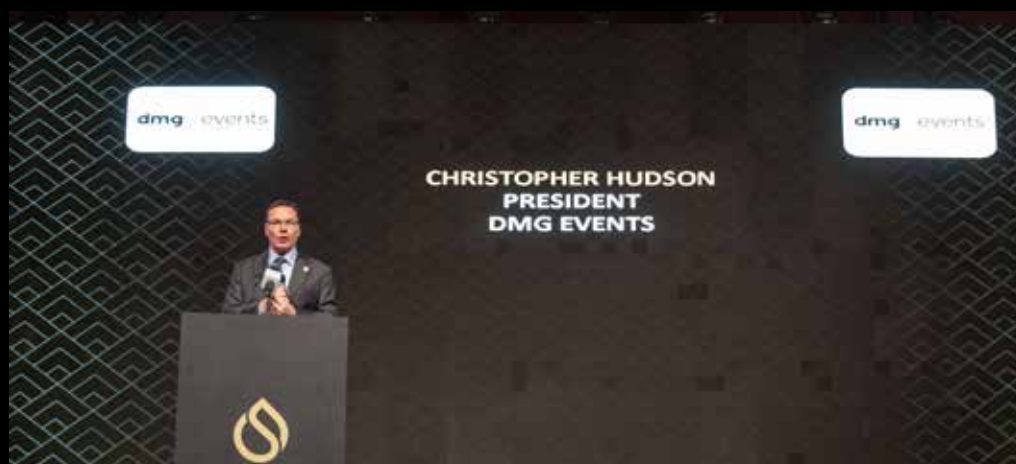 dmg events
dmg events
CHRISTOPHER HUDSON
PRESIDENT
DMG EVENTS